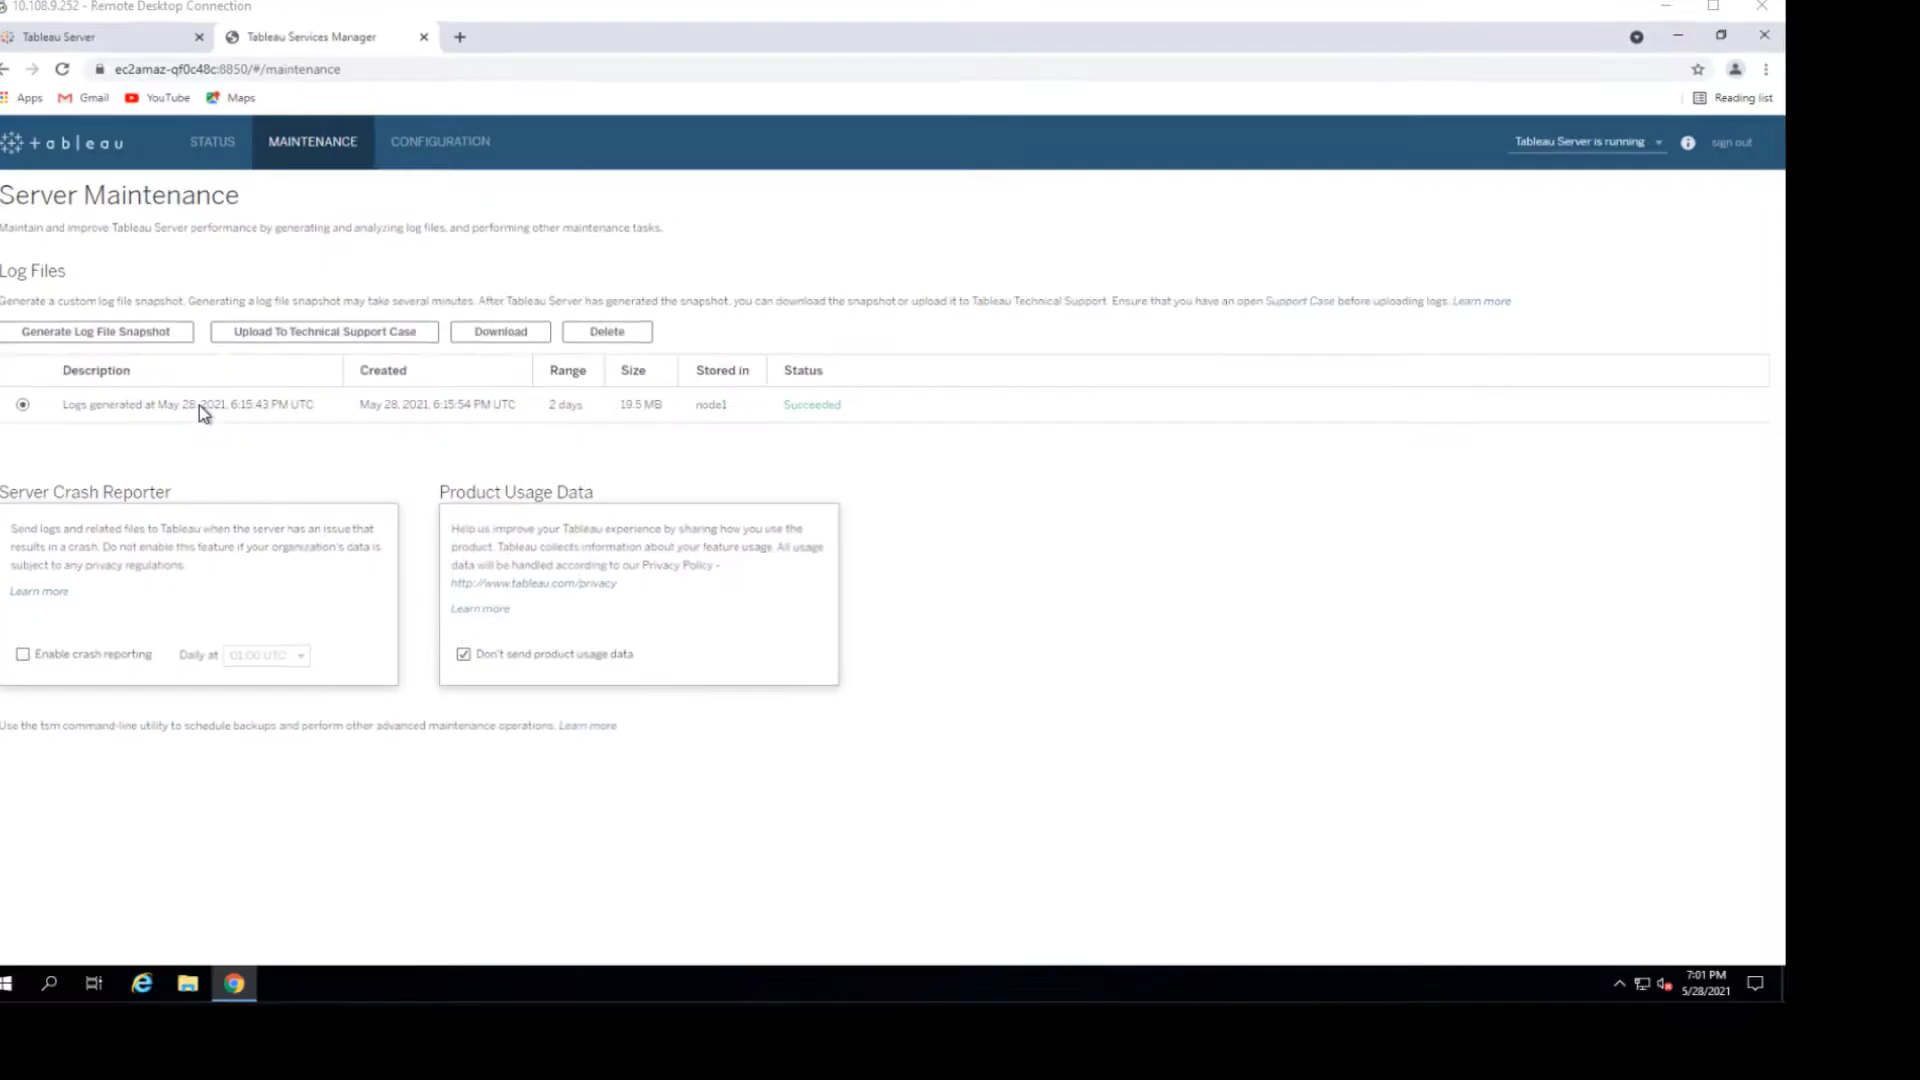 10.108.9.252 - Remote Desktop Connection
Tableau Server
Tableau Services Manager
ec2amaz-qf0c48c:8850/#/maintenance
Apps
Gmail
YouTube
Maps
Reading list
+ableau
STATUS
MAINTENANCE
CONFIGURATION
Tableau Server is running
sign out
Server Maintenance
Maintain and improve Tableau Server performance by generating and analyzing log files, and performing other maintenance tasks.
Log Files
Generate a custom log file snapshot. Generating a log file snapshot may take several minutes. After Tableau Server has generated the snapshot, you can download the snapshot or upload it to Tableau Technical Support. Ensure that you have an open Support Case before uploading logs. Learn more
Generate Log File Snapshot
Upload To Technical Support Case
Download
Delete
Description Created Range Size Stored in Status
Logs generated at May 28, 2021, 6:15:43 PM UTC May 28, 2021, 6:15:54 PM UTC 2 days 19.5 MB node1 Succeeded
Server Crash Reporter
Send logs and related files to Tableau when the server has an issue that
results in a crash. Do not enable this feature if your organization's data is
subject to any privacy regulations.
Learn more
Enable crash reporting Daily at 01:00 UTC
Product Usage Data
Help us improve your Tableau experience by sharing how you use the
product. Tableau collects information about your feature usage. All usage
data will be handled according to our Privacy Policy -
http://www.tableau.com/privacy
Learn more
Don't send product usage data
Use the tsm command-line utility to schedule backups and perform other advanced maintenance operations. Learn more
7:01 PM
5/28/2021